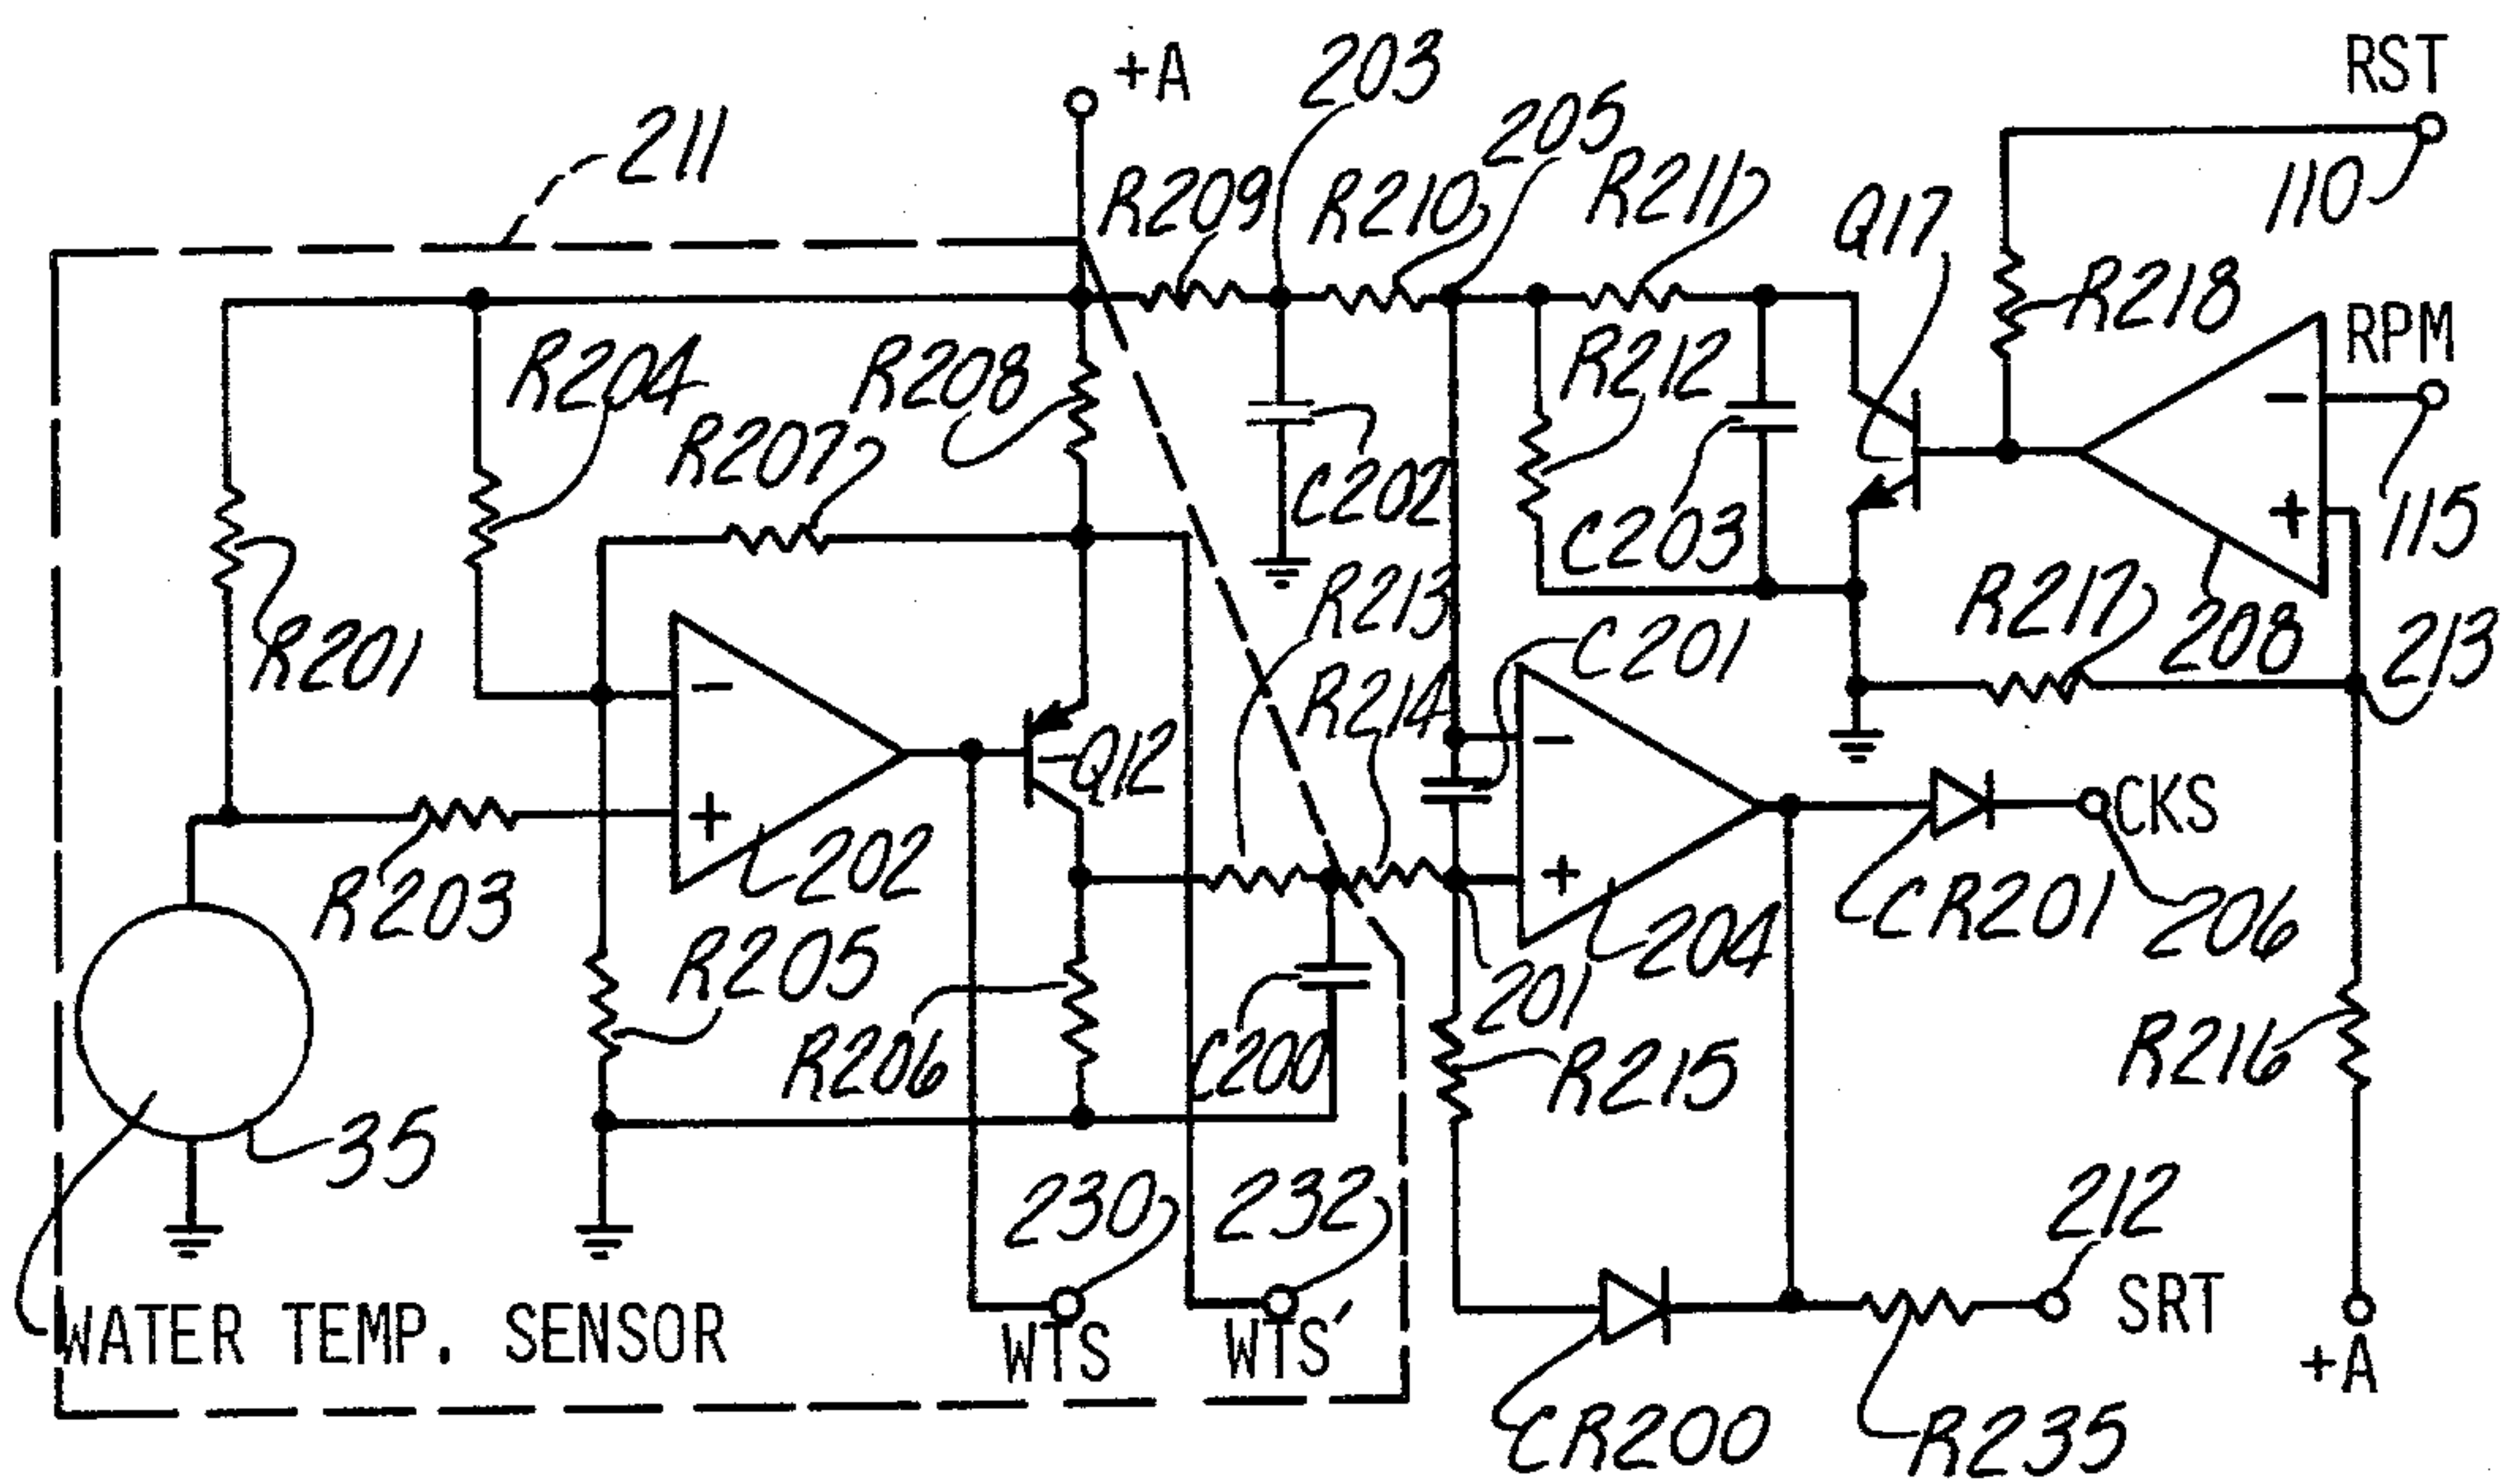 +A
203
RST
211
205
R209
R210
R211
Q17
110
R218
RPM
R204
R208
R212
R207
C202
C203
115
R213
R217
208
213
R201
C201
R214
−
−
+
−
Q12
CKS
+
+
R203
202
204
CR201
206
R205
201
R206
C200
R215
R216
35
230
232
212
WATER TEMP. SENSOR
WTS
WTS'
SRT
+A
CR200
R235